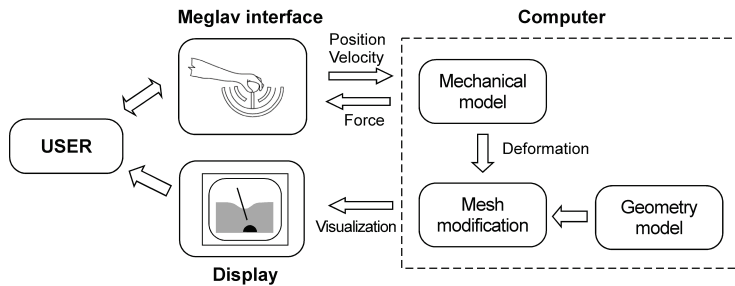 Meglav interface
Computer
Position
Velocity
Force
Mechanical
model
USER
Deformation
Visualization
Mesh
modification
Geometry
model
Display